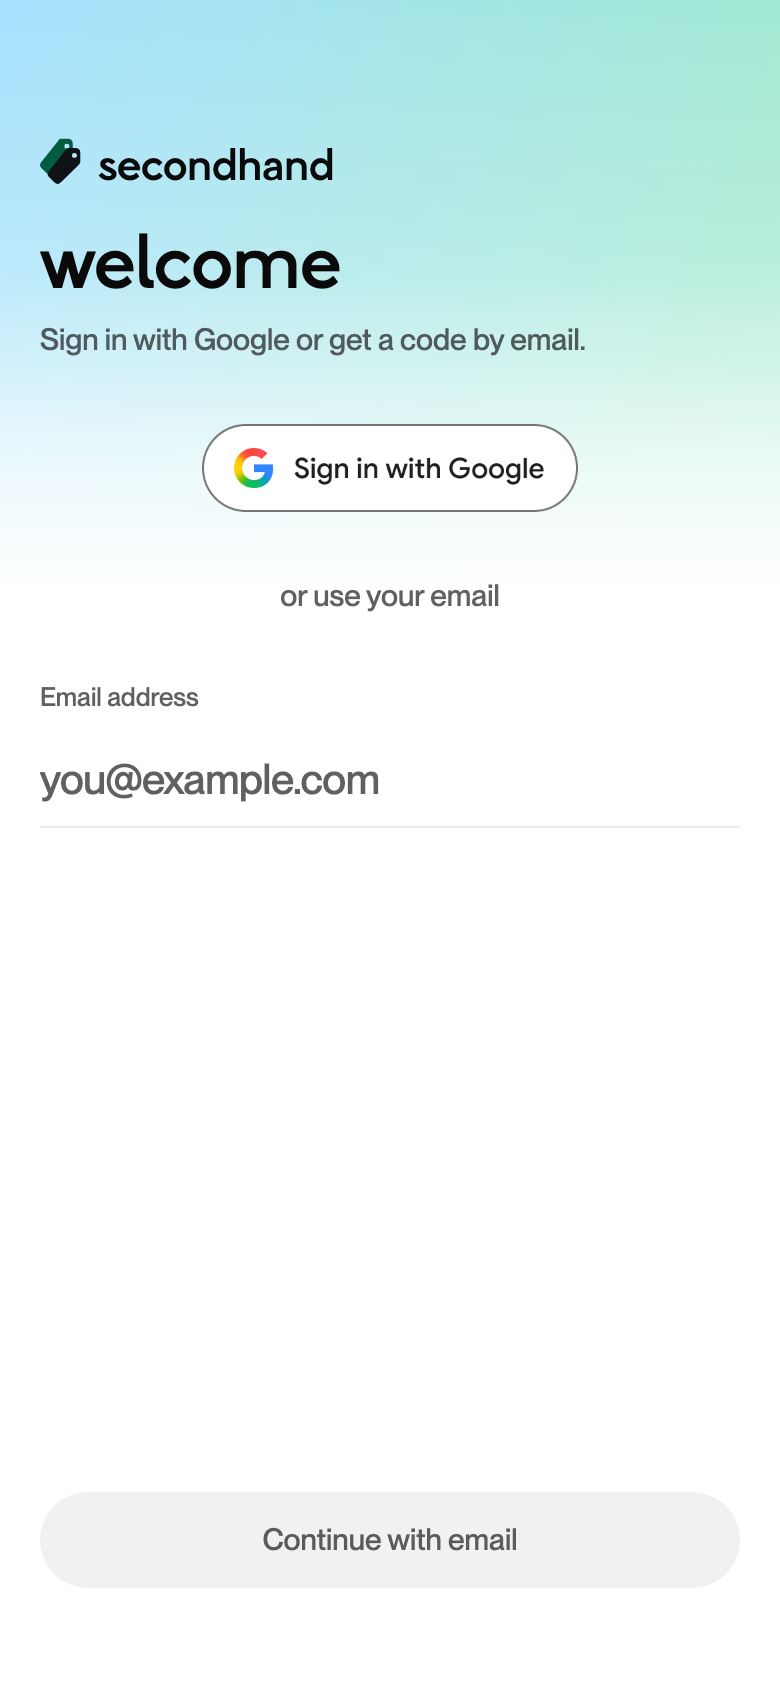 secondhand
welcome
Sign in with Google or get a code by email.
Sign in with Google
or use your email
Email address
you@example.com
Continue with email